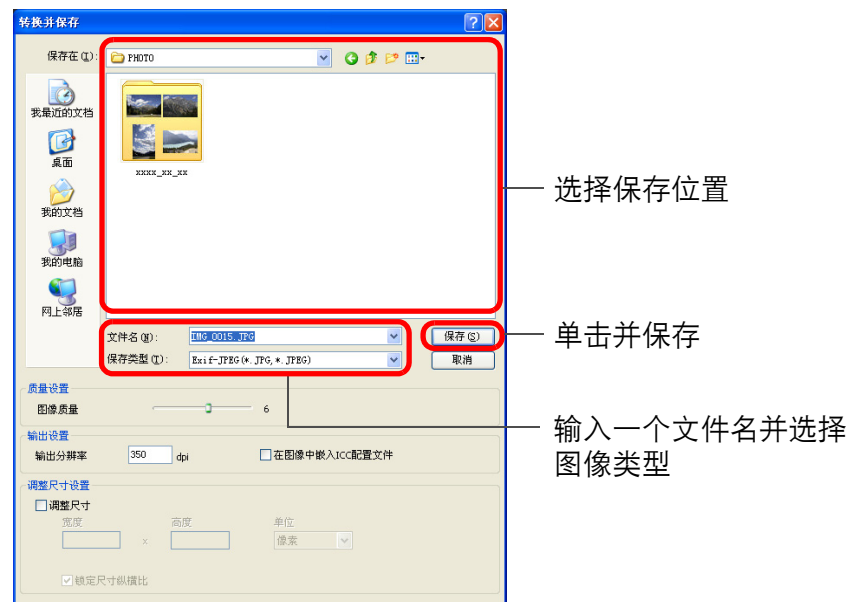 转换并保存
保存在(I):
PHOTO
我最近的文档
桌面
我的文档
我的电脑
网上邻居
xxxx_xx_xx
选择保存位置
文件名(N):
IMG_0015.JPG
保存(S)
单击并保存
保存类型(T):
Exif-JPEG(*.JPG,*.JPEG)
取消
质量设置
图像质量
6
输入一个文件名并选择
图像类型
输出设置
输出分辨率
350
dpi
在图像中嵌入ICC配置文件
调整尺寸设置
调整尺寸
宽度
高度
单位
x
像素
锁定尺寸纵横比